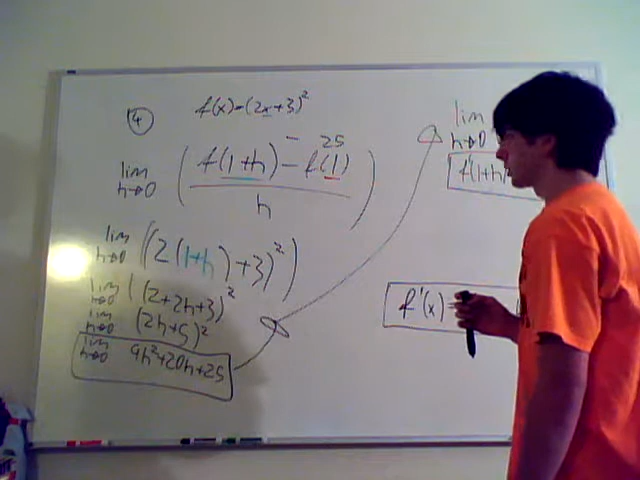 ④ f(x)=(2x+3)²
lim h→0 ( f(1+h) - f(1) / h )
25
lim h→0 ((2(1+h)+3)²)
lim h→0 ((2+2h+3)²
lim h→0 (2h+5)²
lim h→0 4h²+20h+25
lim h→0
f(1+h)
f'(x)=